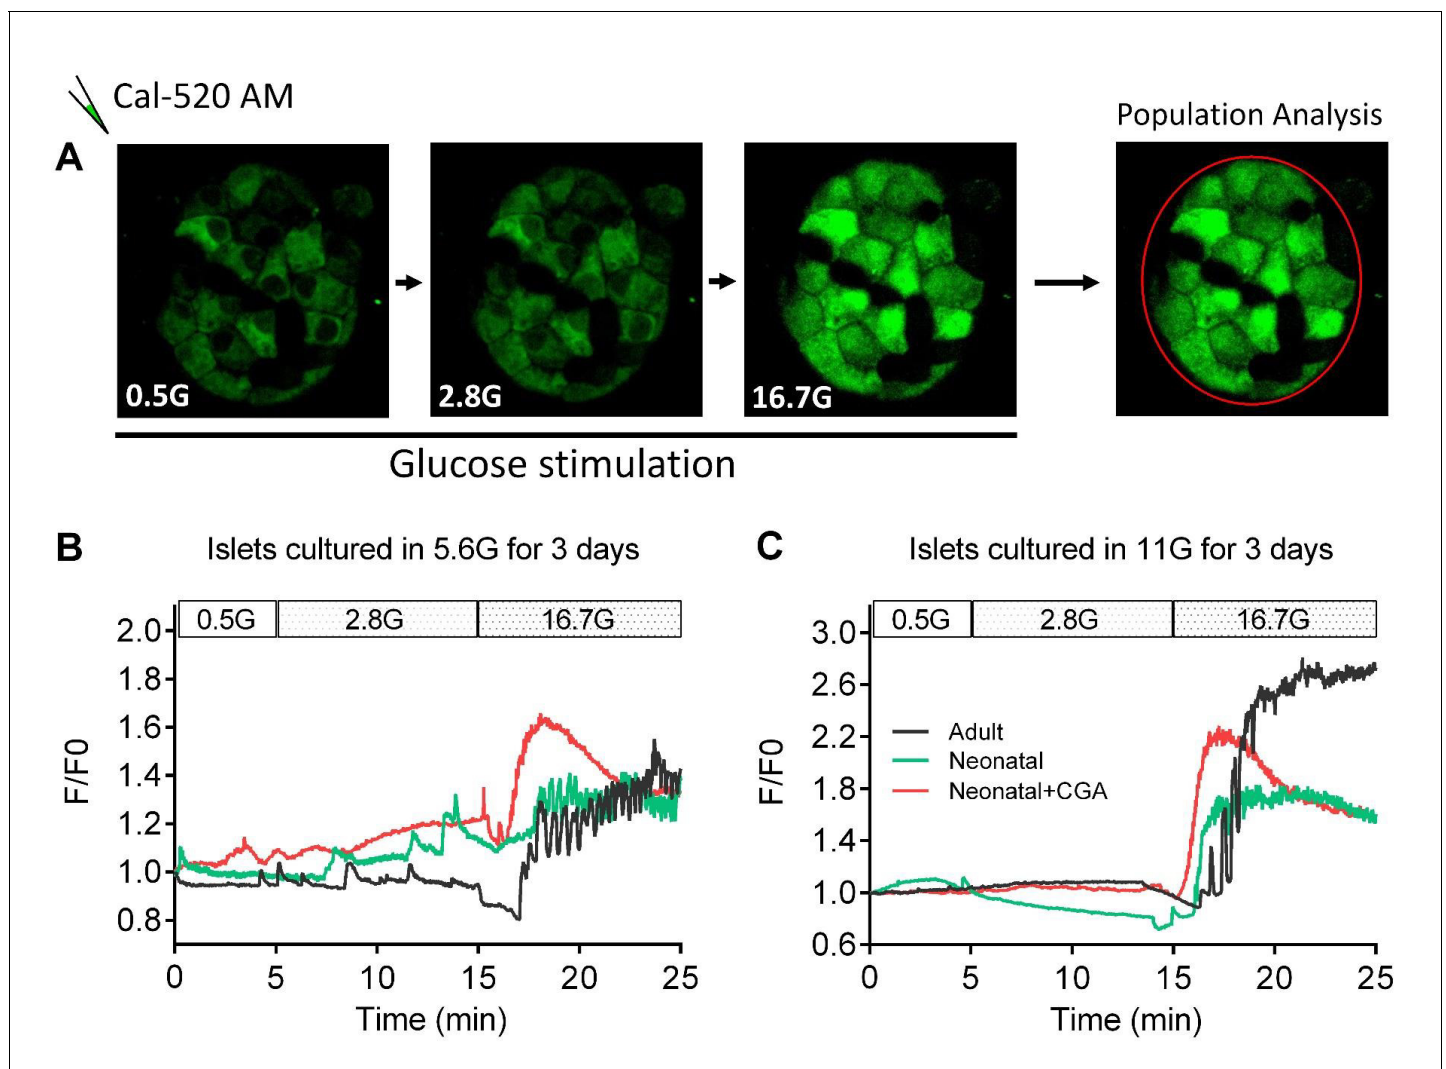 Cal-520 AM
Population Analysis
A
0.5G
2.8G
16.7G
Glucose stimulation
B
Islets cultured in 5.6G for 3 days
0.5G
2.8G
16.7G
2.0
1.8
1.6
1.4
1.2
1.0
0.8
F/F0
0
5
10
15
20
25
Time (min)
C
Islets cultured in 11G for 3 days
0.5G
2.8G
16.7G
3.0
2.6
2.2
1.8
1.4
1.0
0.6
F/F0
Adult
Neonatal
Neonatal+CGA
0
5
10
15
20
25
Time (min)